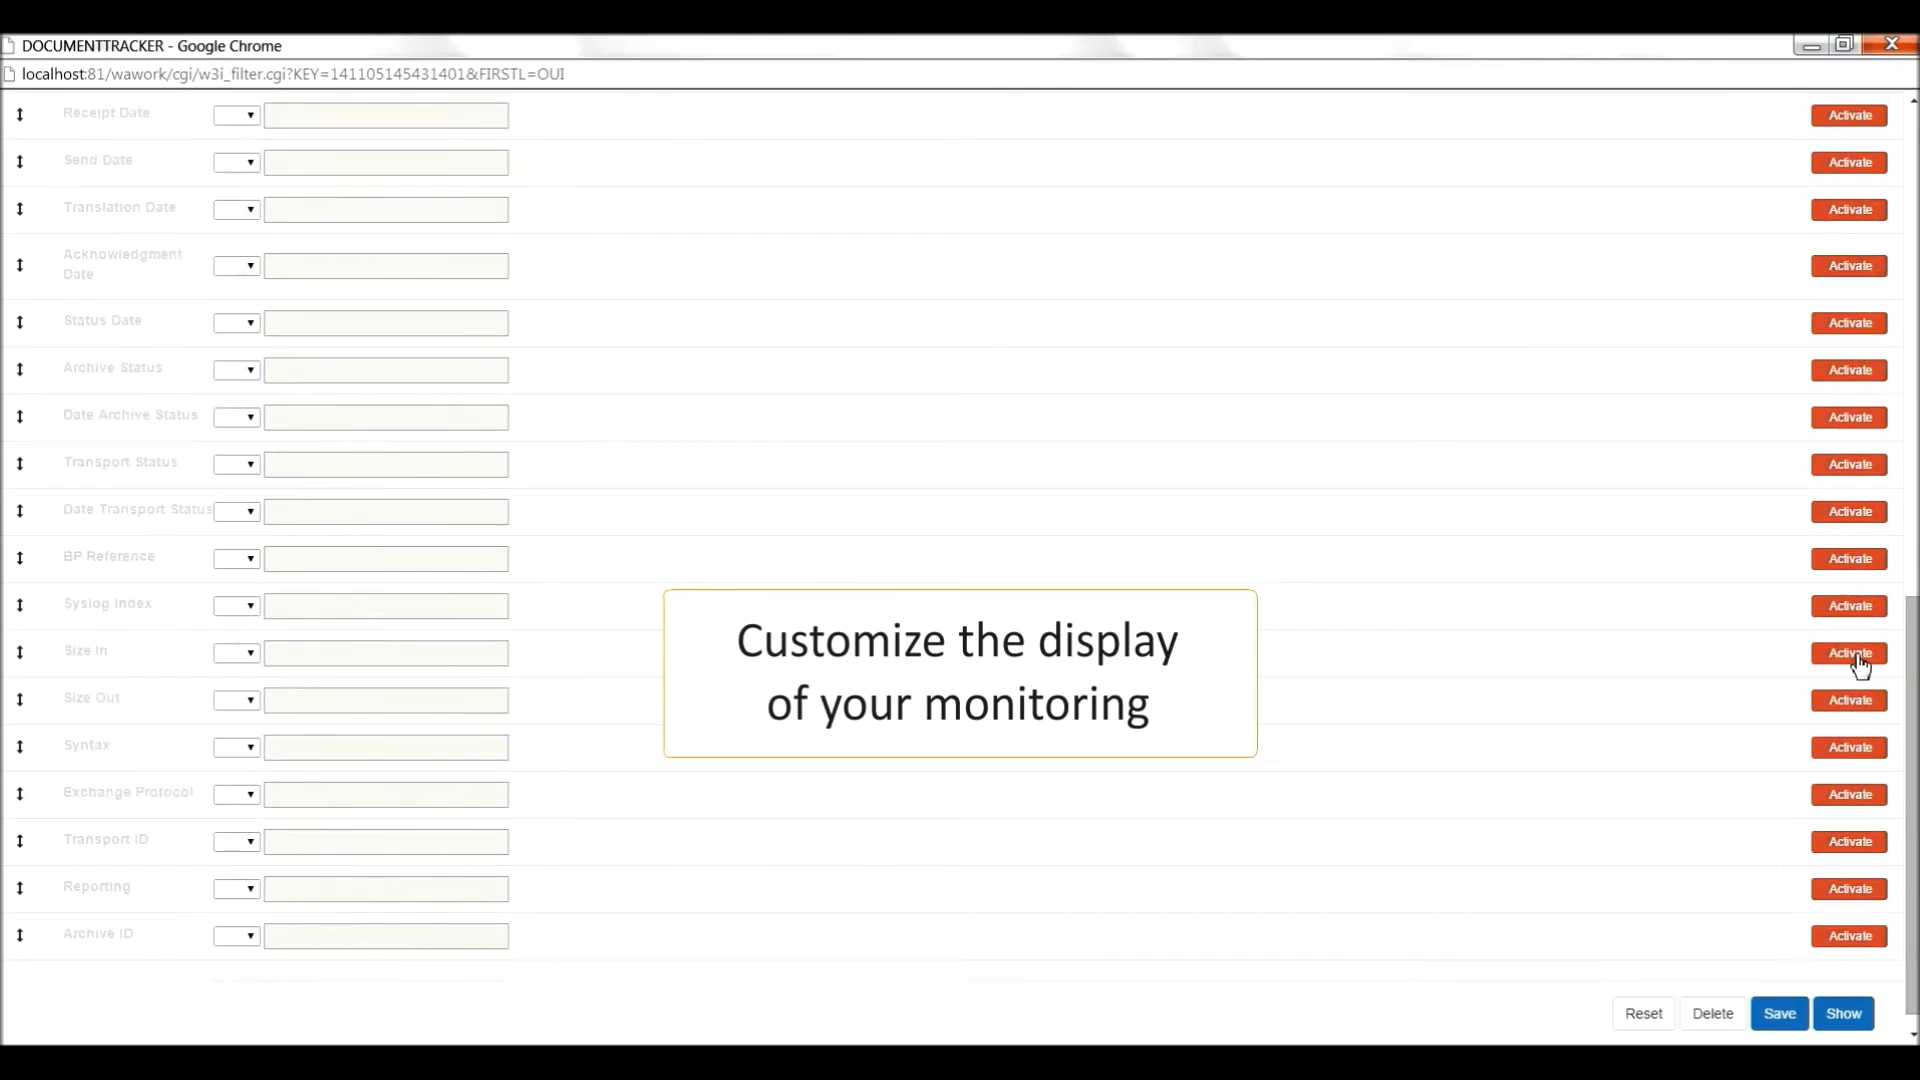 DOCUMENTTRACKER - Google Chrome
localhost:81/wawork/cgi/w3i_filter.cgi?KEY=141105145431401&FIRSTL=OUI
Receipt Date Activate
Send Date Activate
Translation Date Activate
Acknowledgment
Date Activate
Status Date Activate
Archive Status Activate
Date Archive Status Activate
Transport Status Activate
Date Transport Status Activate
BP Reference Activate
Syslog Index Activate
Size In Activate
Size Out Activate
Syntax Activate
Exchange Protocol Activate
Transport ID Activate
Reporting Activate
Archive ID Activate
Customize the display
of your monitoring
Reset Delete Save Show